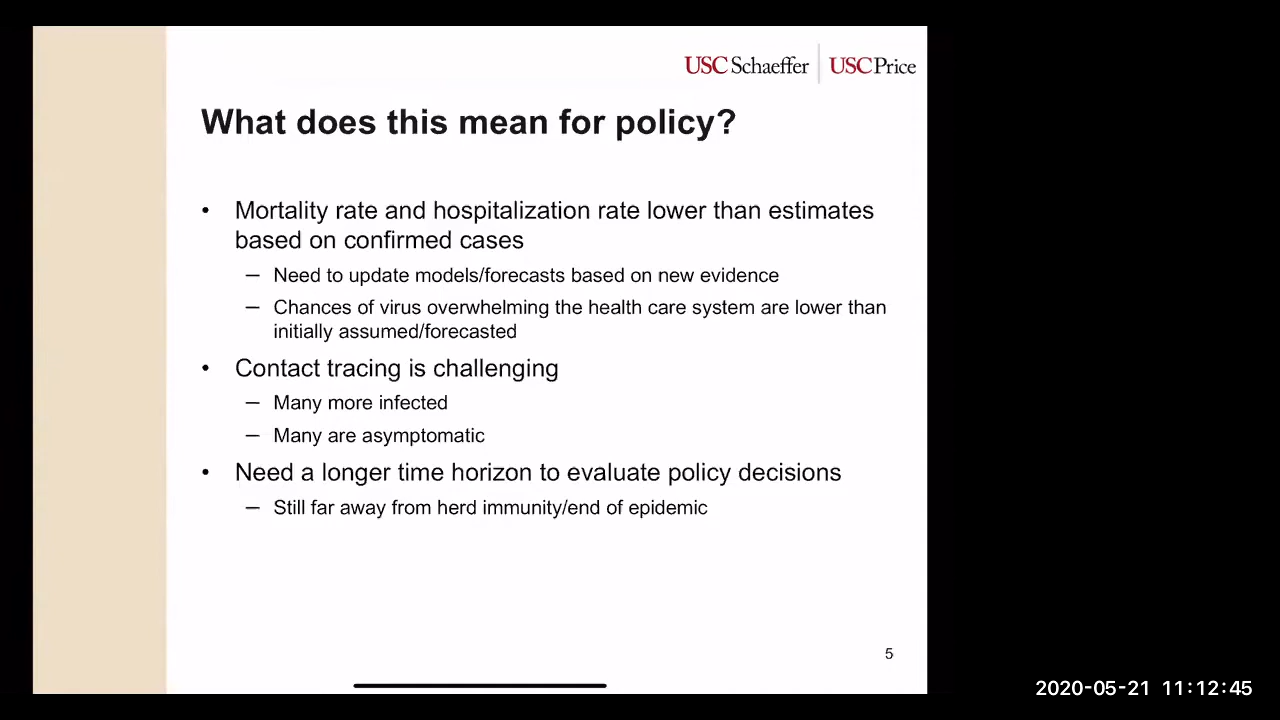 USC Schaeffer USC Price
What does this mean for policy?
• Mortality rate and hospitalization rate lower than estimates
based on confirmed cases
– Need to update models/forecasts based on new evidence
– Chances of virus overwhelming the health care system are lower than
initially assumed/forecasted
• Contact tracing is challenging
– Many more infected
– Many are asymptomatic
• Need a longer time horizon to evaluate policy decisions
– Still far away from herd immunity/end of epidemic
5
2020-05-21 11:12:45